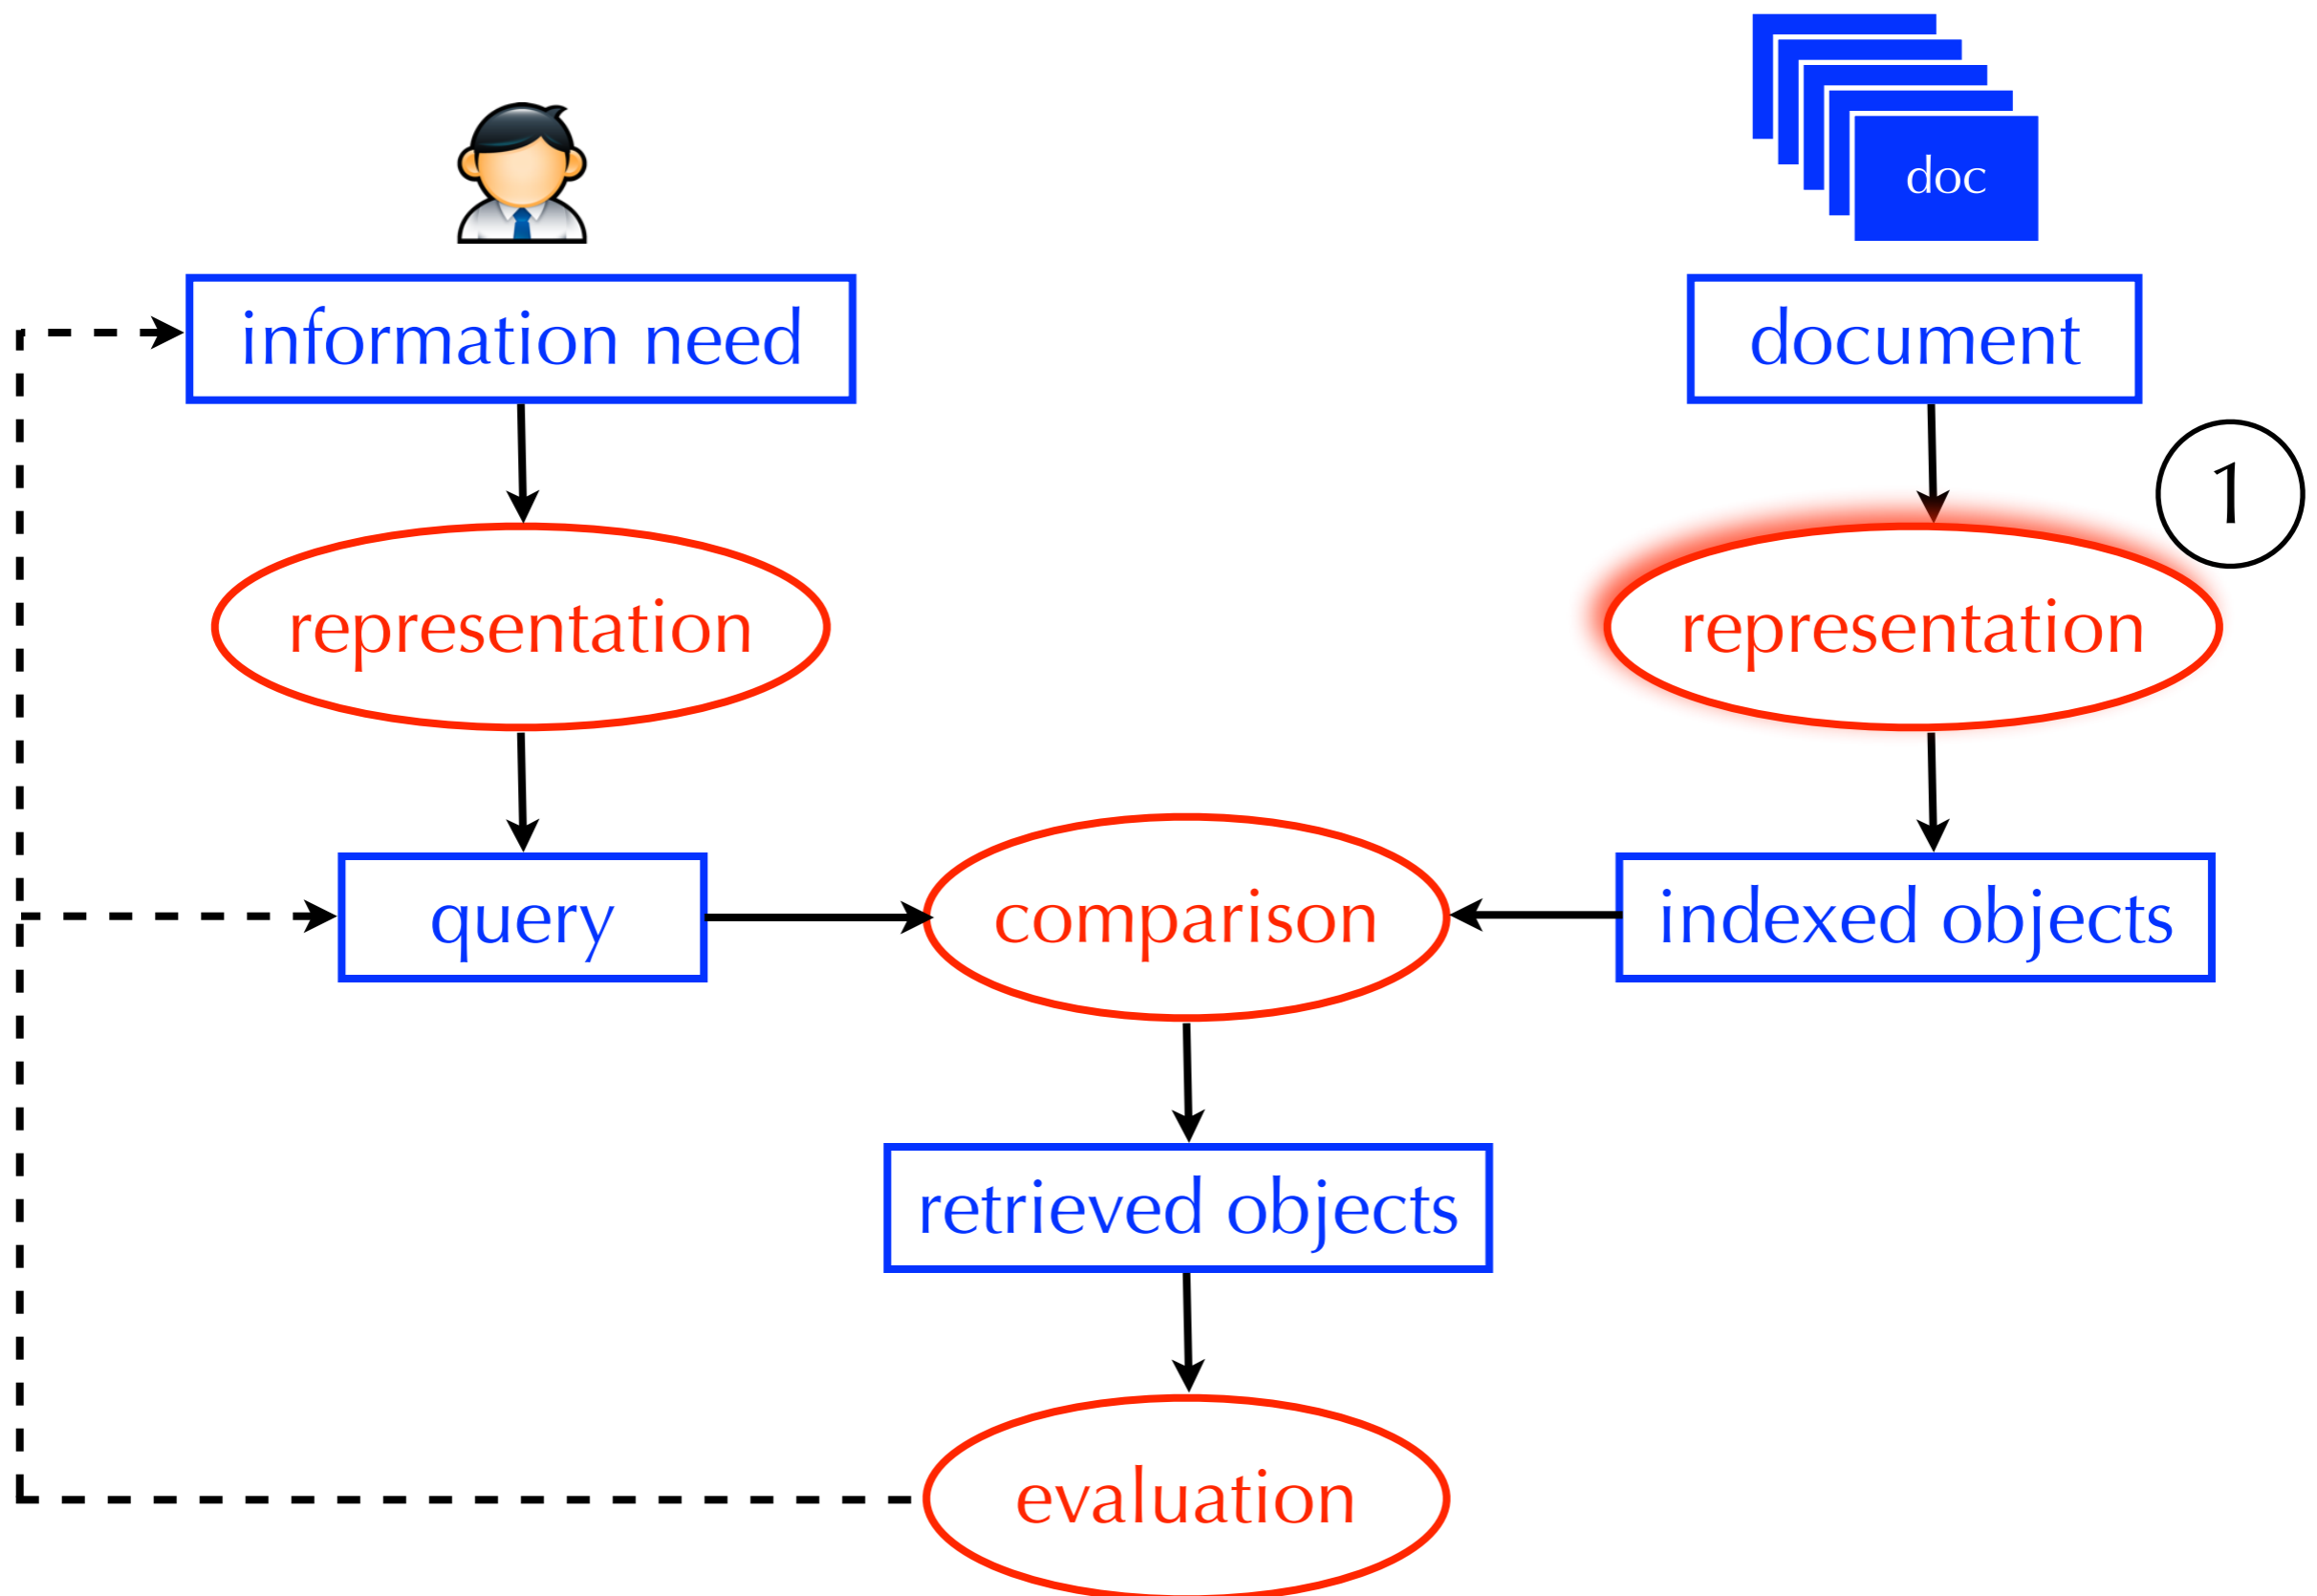 doc
information need
document
1
representation
representation
query
comparison
indexed objects
retrieved objects
evaluation